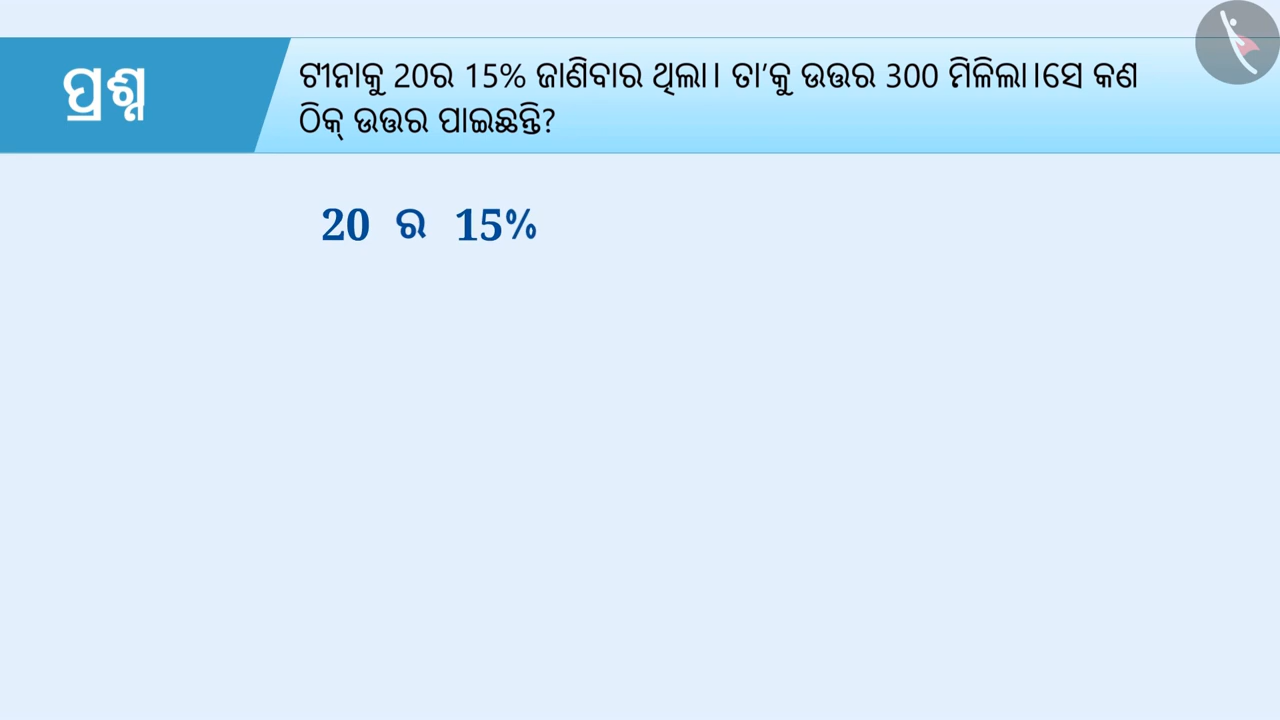 ପ୍ରଶ୍ନ
ଟୀନାକୁ 20ର 15% ଜାଣିବାର ଥିଲା। ତା’କୁ ଉତ୍ତର 300 ମିଳିଲା।ସେ କଣ
ଠିକ୍ ଉତ୍ତର ପାଇଛନ୍ତି?
20 ର 15%